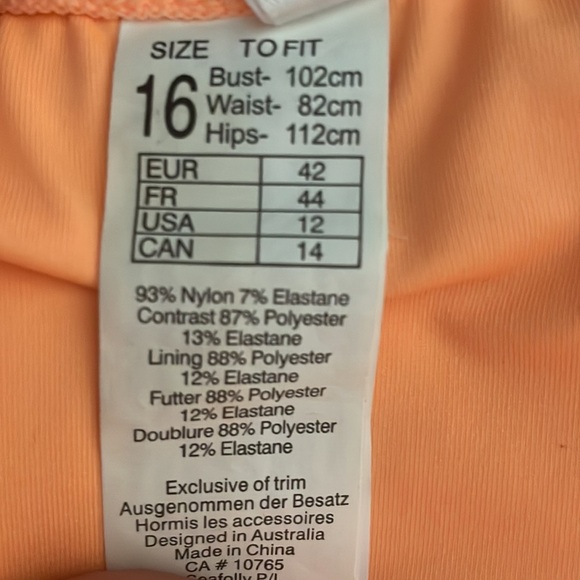 SIZE TO FIT
16
Bust- 102cm
Waist- 82cm
Hips- 112cm
EUR 42
FR 44
USA 12
CAN 14
93% Nylon 7% Elastane
Contrast 87% Polyester
13% Elastane
Lining 88% Polyester
12% Elastane
Futter 88% Polyester
12% Elastane
Doublure 88% Polyester
12% Elastane
Exclusive of trim
Ausgenommen der Besatz
Hormis les accessoires
Designed in Australia
Made in China
CA # 10765
Seafolly P/L